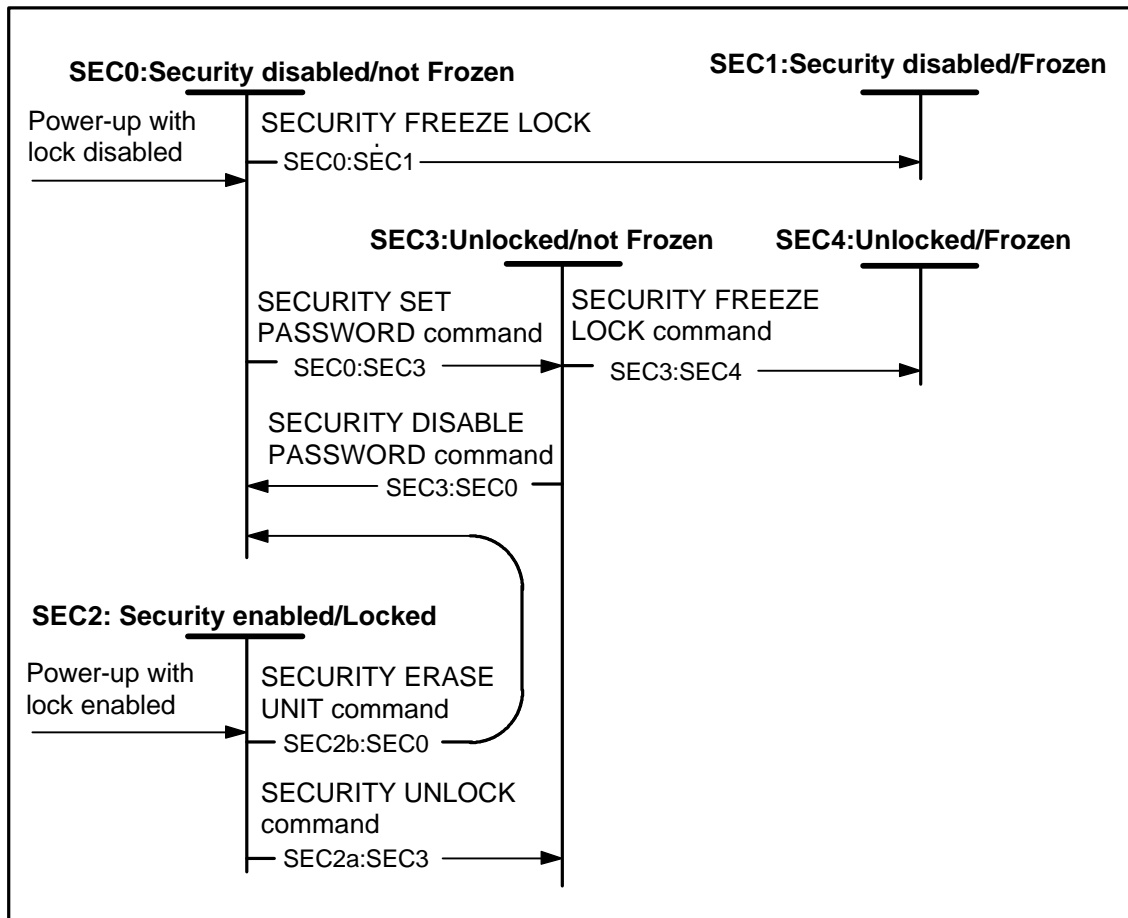 SEC0:Security disabled/not Frozen
SEC1:Security disabled/Frozen
Power-up with
lock disabled
SECURITY FREEZE LOCK
SEC0:SEC1
SEC3:Unlocked/not Frozen
SEC4:Unlocked/Frozen
SECURITY SET
PASSWORD command
SEC0:SEC3
SECURITY FREEZE
LOCK command
SEC3:SEC4
SECURITY DISABLE
PASSWORD command
SEC3:SEC0
SEC2: Security enabled/Locked
Power-up with
lock enabled
SECURITY ERASE
UNIT command
SEC2b:SEC0
SECURITY UNLOCK
command
SEC2a:SEC3